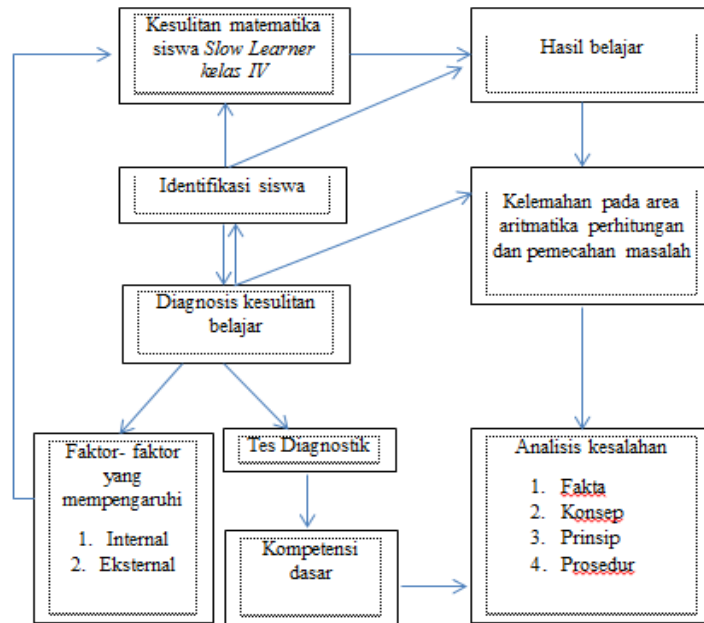 Kesulitan matematika
siswa Slow Learner
kelas IV
Hasil belajar
Identifikasi siswa
Kelemahan pada area
aritmatika perhitungan
dan pemecahan masalah
Diagnosis kesulitan
belajar
Faktor- faktor
yang
mempengaruhi
1. Internal
2. Eksternal
Tes Diagnostik
Kompetensi
dasar
Analisis kesalahan
1. Fakta
2. Konsep
3. Prinsip
4. Prosedur